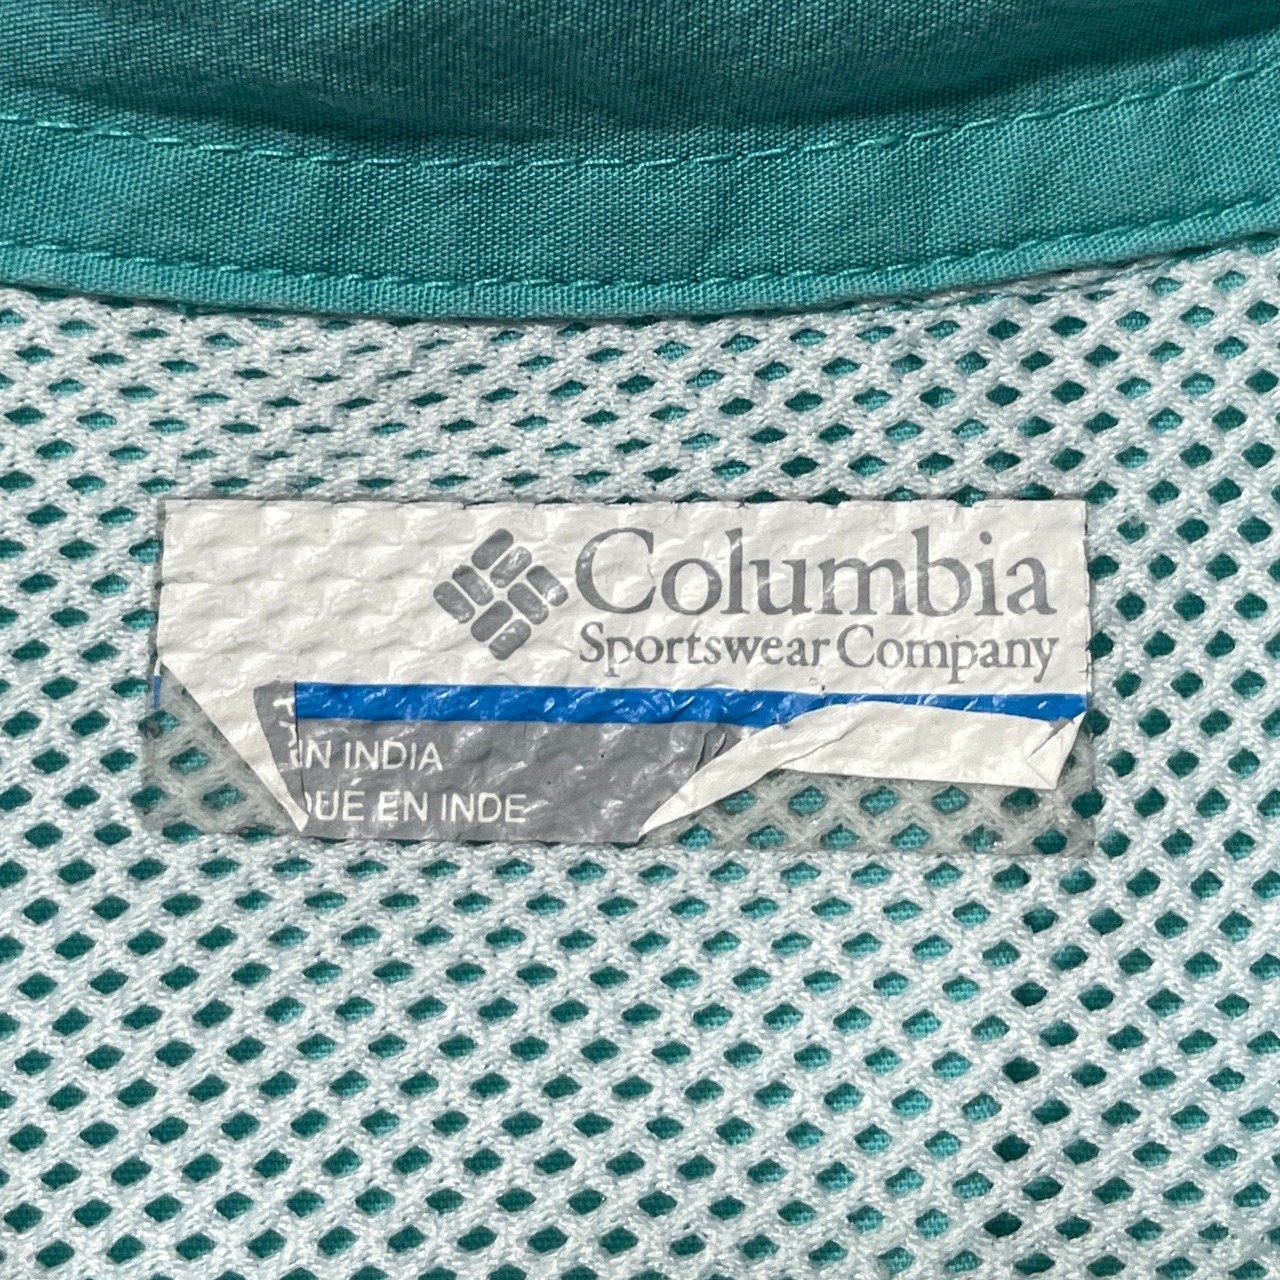 Columbia
Sportswear Company
IN INDIA
QUÉ EN INDE